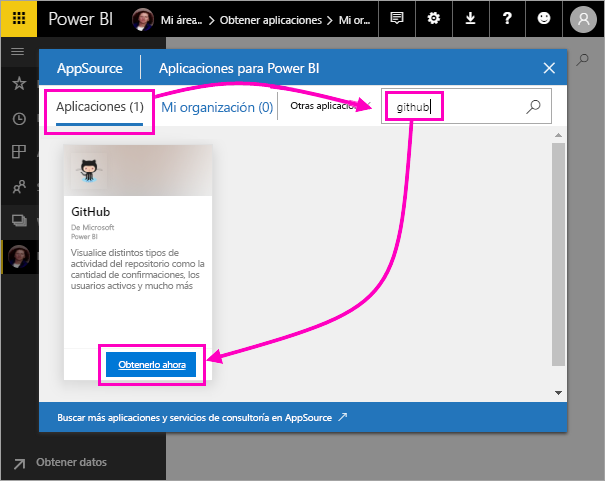 Power BI
Mi área... > Obtener aplicaciones > Mi or...
AppSource
Aplicaciones para Power BI
Aplicaciones (1)
Mi organización (0)
Otras aplicacio
github
GitHub
De Microsoft
Power BI
Visualice distintos tipos de
actividad del repositorio como la
cantidad de confirmaciones, los
usuarios activos y mucho más
Obtenerlo ahora
Buscar más aplicaciones y servicios de consultoría en AppSource
Obtener datos